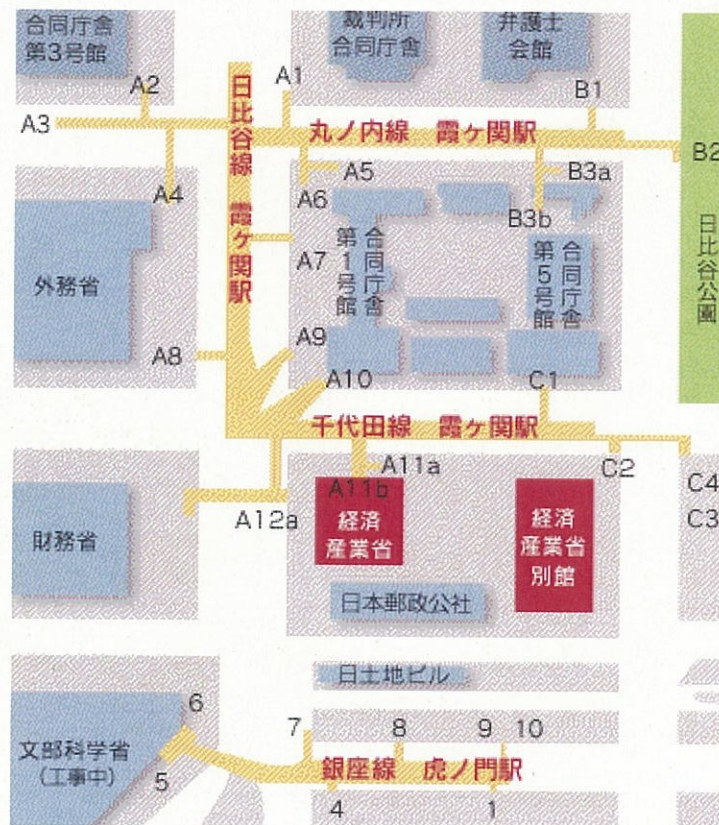 合同庁舎
第3号館
裁判所
合同庁舎
弁護士
会館
A2
A1
B1
A3
日比谷線 霞ヶ関駅
丸ノ内線 霞ヶ関駅
B2
A4
A5
B3a
A6
B3b
日比谷公園
外務省
A7
合同庁舎
第1号館
合同庁舎
第5号館
A8
A9
A10
C1
千代田線 霞ヶ関駅
A11a
A11b
C2
C4
C3
A12a
財務省
経済
産業省
経済
産業省
別館
日本郵政公社
日土地ビル
6
7
8
9
10
文部科学省
(工事中)
5
銀座線 虎ノ門駅
4
1